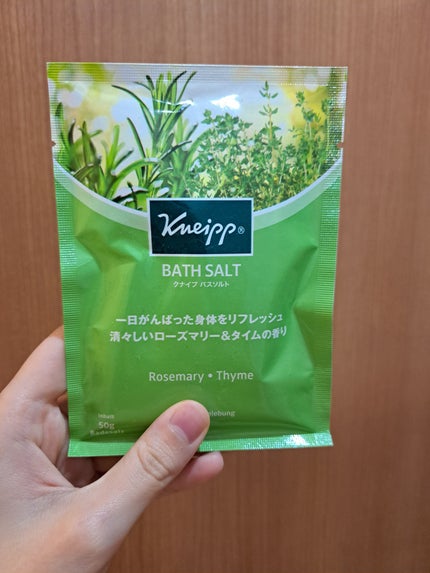 Kneipp®
BATH SALT
クナイプ バスソルト
一日がんばった身体をリフレッシュ
清々しいローズマリー&タイムの香り
Rosemary • Thyme
Inhalt
50g
Badesalz